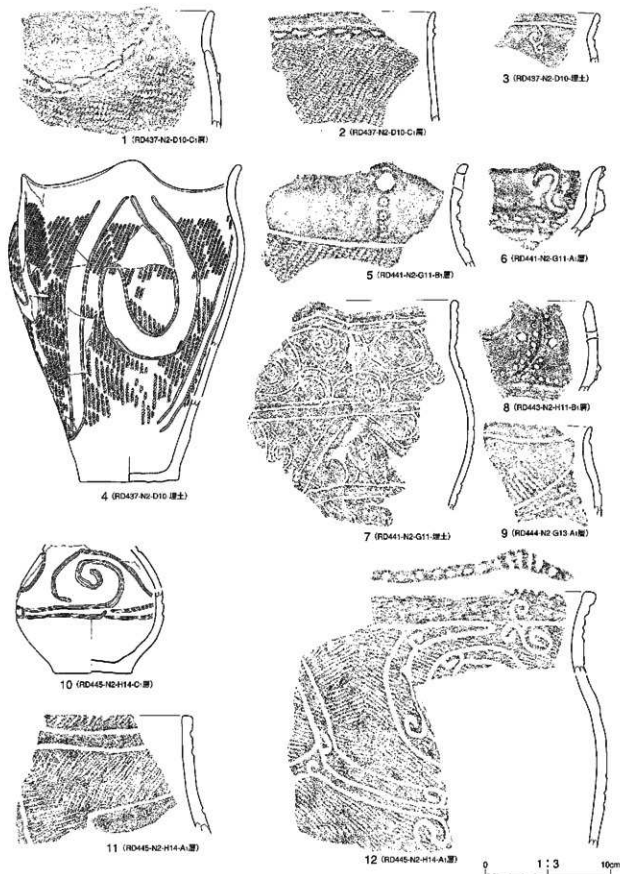 1 (RD437-N2-D10-C1層)
2 (RD437-N2-D10-C1層)
3 (RD437-N2-D10-埋土)
4 (RD437-N2-D10 埋土)
5 (RD441-N2-G11-B1層)
6 (RD441-N2-G11-A1層)
7 (RD441-N2-G11-埋土)
8 (RD443-N2-H11-B1層)
9 (RD444-N2-G13-A1層)
10 (RD445-N2-H14-C1層)
11 (RD445-N2-H14-A1層)
12 (RD445-N2-H14-A1層)
0 1:3 10cm